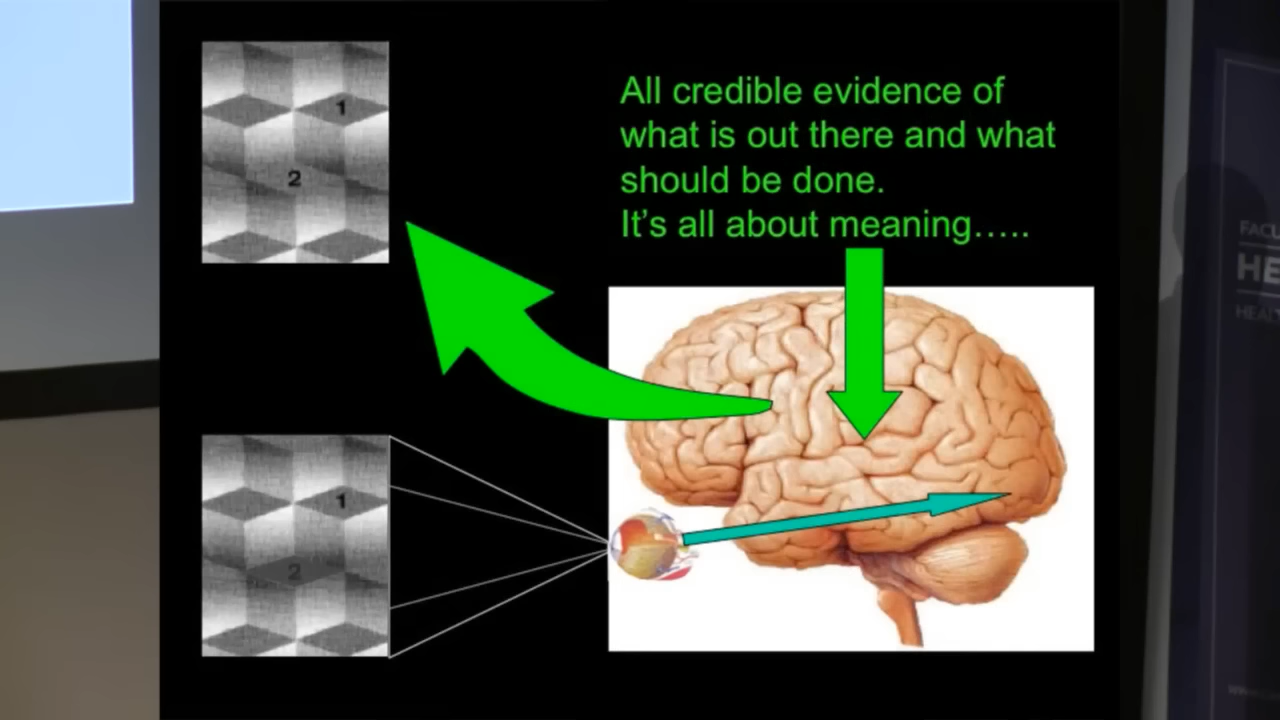 1
2
All credible evidence of
what is out there and what
should be done.
It's all about meaning.....
1
2
FACU
HE
HEAL